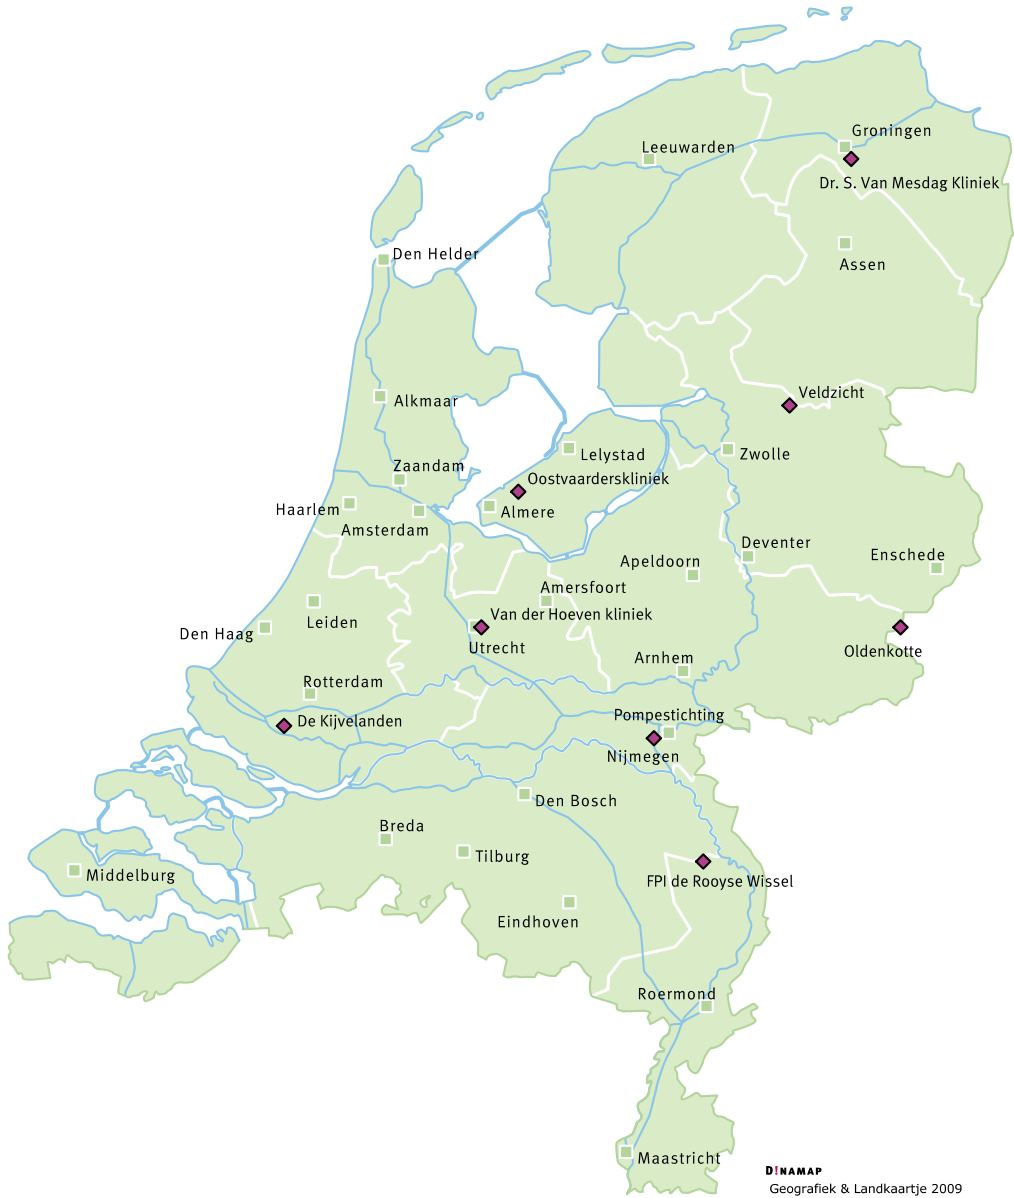 Groningen
Leeuwarden
Dr. S. Van Mesdag Kliniek
Den Helder
Assen
Veldzicht
Alkmaar
Zwolle
Lelystad
Zaandam
Oostvaarderskliniek
Haarlem
Almere
Amsterdam
Deventer
Enschede
Apeldoorn
Amersfoort
Van der Hoeven kliniek
Leiden
Den Haag
Utrecht
Oldenkotte
Arnhem
Rotterdam
Pompestichting
De Kijvelanden
Nijmegen
Den Bosch
Breda
Tilburg
Middelburg
FPI de Rooyse Wissel
Eindhoven
Roermond
Maastricht
D!NAMAP
Geografiek & Landkaartje 2009